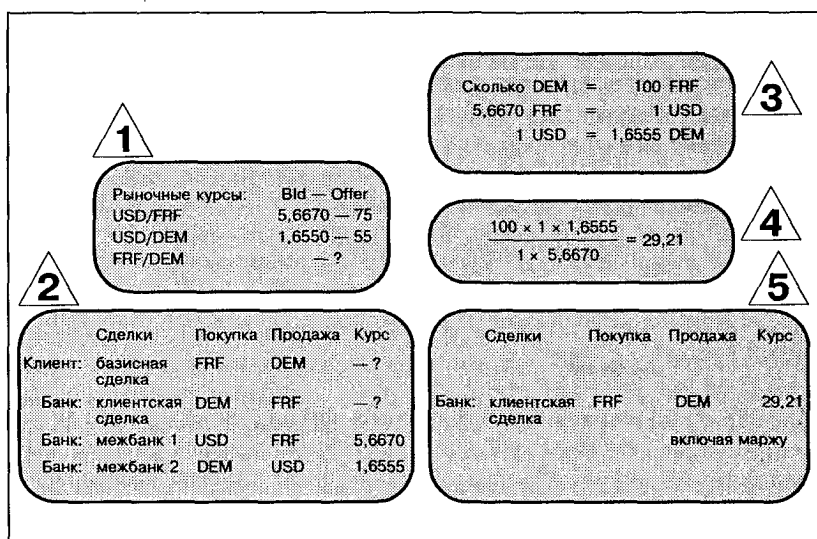 1
Рыночные курсы: Bld — Offer
USD/FRF 5,6670 — 75
USD/DEM 1,6550 — 55
FRF/DEM — ?
2
Сделки Покупка Продажа Курс
Клиент: базисная FRF DEM — ?
сделка
Банк: клиентская DEM FRF — ?
сделка
Банк: межбанк 1 USD FRF 5,6670
Банк: межбанк 2 DEM USD 1,6555
3
Сколько DEM = 100 FRF
5,6670 FRF = 1 USD
1 USD = 1,6555 DEM
4
100 × 1 × 1,6555
= 29,21
1 × 5,6670
5
Сделки Покупка Продажа Курс
Банк: клиентская FRF DEM 29,21
сделка
включая маржу